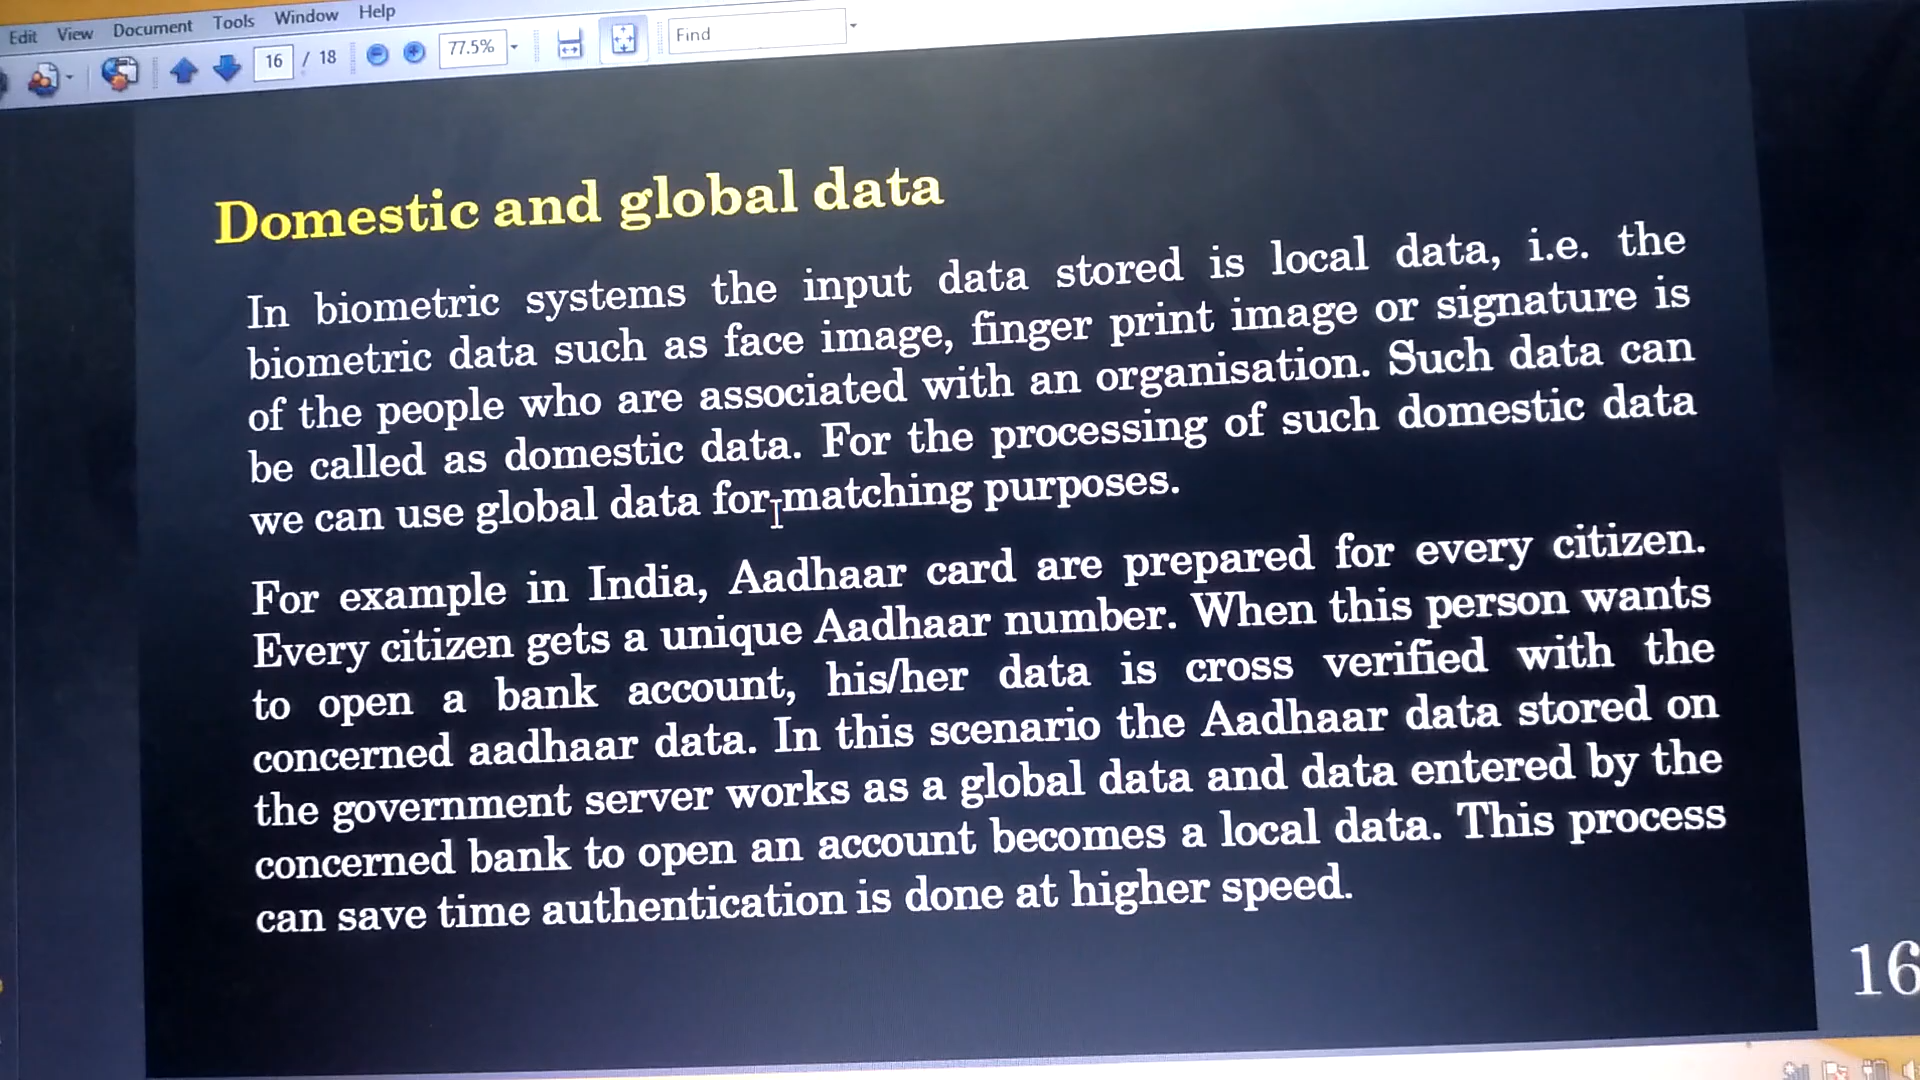 Edit View Document Tools Window Help
16 / 18 77.5% Find
Domestic and global data
In biometric systems the input data stored is local data, i.e. the
biometric data such as face image, finger print image or signature is
of the people who are associated with an organisation. Such data can
be called as domestic data. For the processing of such domestic data
we can use global data for matching purposes.
For example in India, Aadhaar card are prepared for every citizen.
Every citizen gets a unique Aadhaar number. When this person wants
to open a bank account, his/her data is cross verified with the
concerned aadhaar data. In this scenario the Aadhaar data stored on
the government server works as a global data and data entered by the
concerned bank to open an account becomes a local data. This process
can save time authentication is done at higher speed.
16